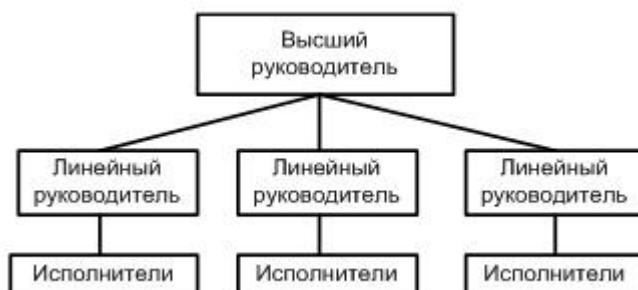 Высший
руководитель
Линейный
руководитель
Линейный
руководитель
Линейный
руководитель
Исполнители
Исполнители
Исполнители